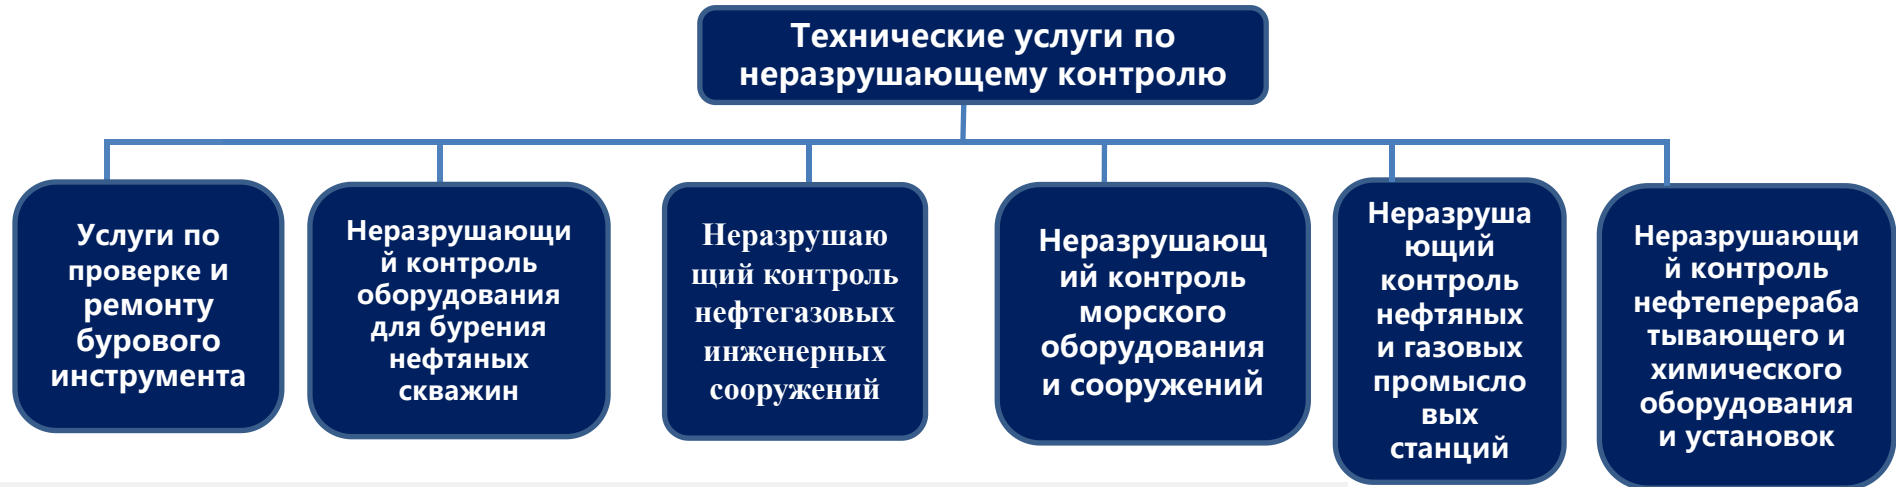 Технические услуги по
неразрушающему контролю
Услуги по
проверке и
ремонту
бурового
инструмента
Неразрушающи
й контроль
оборудования
для бурения
нефтяных
скважин
Неразрушаю
щий контроль
нефтегазовых
инженерных
сооружений
Неразрушающ
ий контроль
морского
оборудования
и сооружений
Неразруша
ющий
контроль
нефтяных
и газовых
промысло
вых
станций
Неразрушающи
й контроль
нефтеперераба
тывающего и
химического
оборудования
и установок